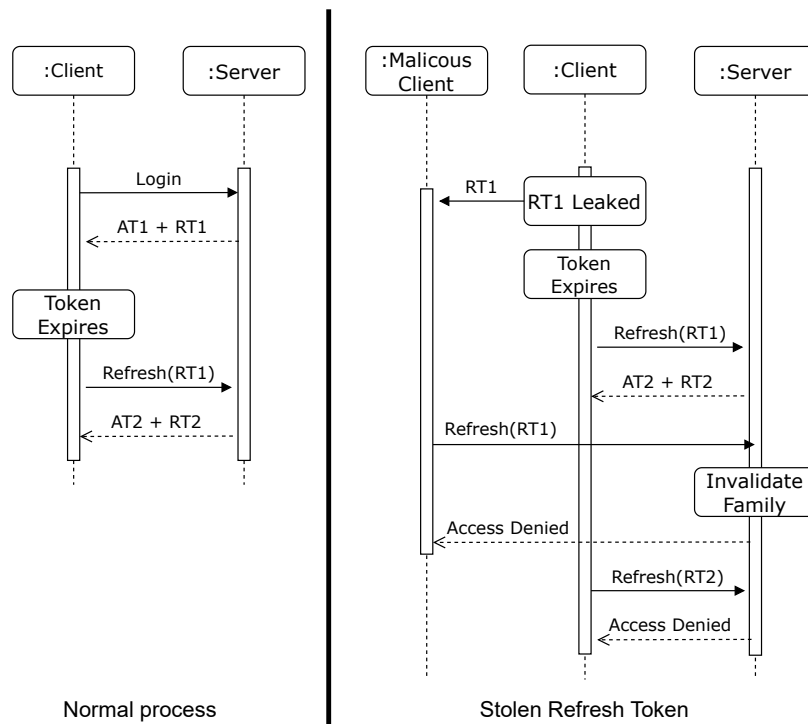 :Client
:Server
Login
AT1 + RT1
Token
Expires
Refresh(RT1)
AT2 + RT2
Normal process
:Malicous
Client
:Client
:Server
RT1
RT1 Leaked
Token
Expires
Refresh(RT1)
AT2 + RT2
Refresh(RT1)
Invalidate
Family
Access Denied
Refresh(RT2)
Access Denied
Stolen Refresh Token